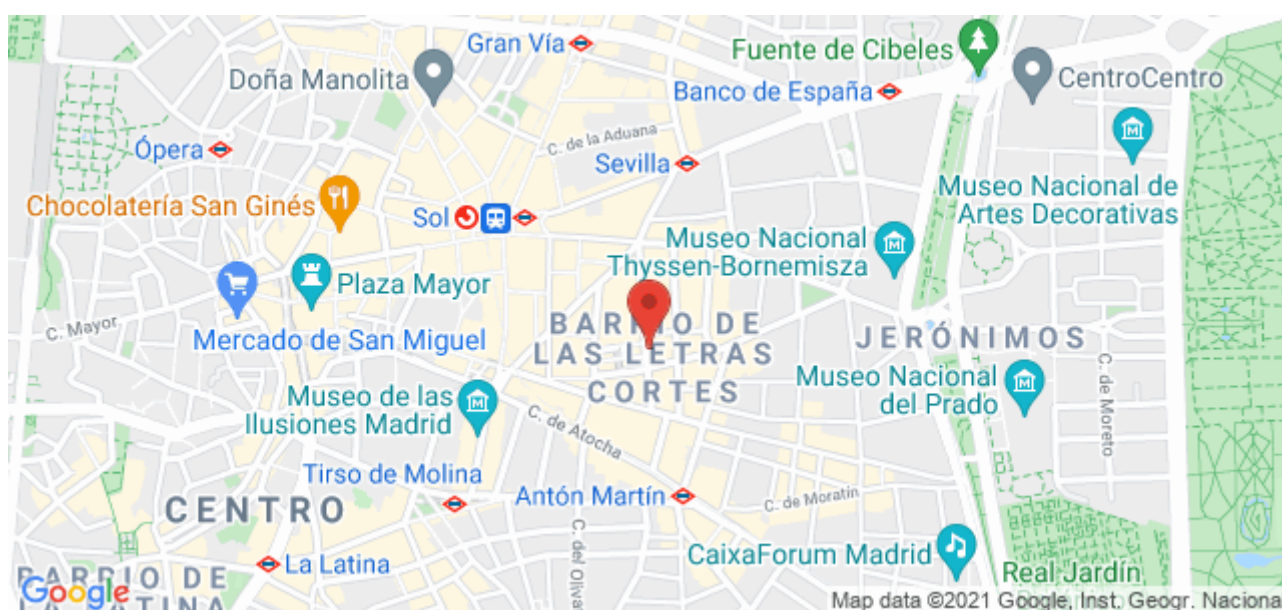 Gran Vía
Fuente de Cibeles
Doña Manolita
CentroCentro
Banco de España
C. de la Aduana
Ópera
Sevilla
Museo Nacional de
Artes Decorativas
Chocolatería San Ginés
Sol
Museo Nacional
Thyssen-Bornemisza
Plaza Mayor
C. Mayor
Mercado de San Miguel
BARRIO DE
LAS LETRAS
CORTES
JERÓNIMOS
Museo Nacional
del Prado
C. de Moreto
Museo de las
Ilusiones Madrid
C. de Atocha
Tirso de Molina
Antón Martín
C. de Moratín
CENTRO
C. del Olivar
CaixaForum Madrid
La Latina
Real Jardín
BARRIO DE
LA LATINA
Google
Map data ©2021 Google, Inst. Geogr. Naciona